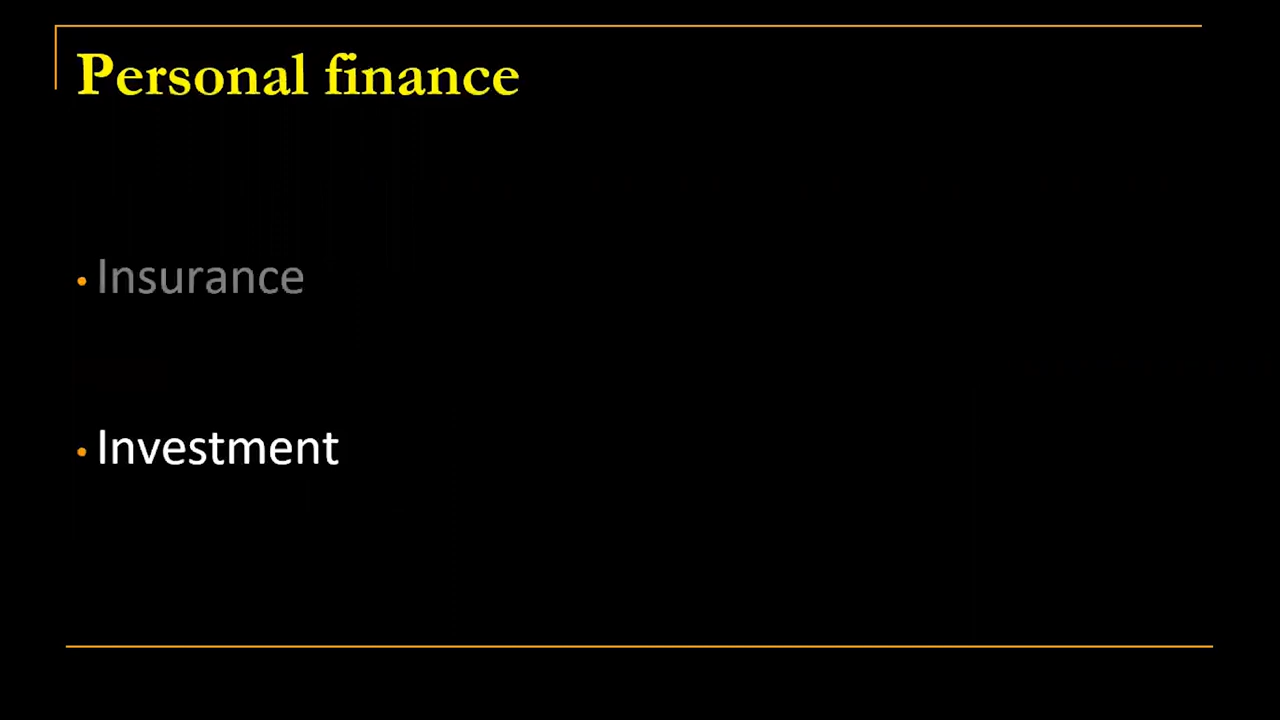 Personal finance
• Insurance
• Investment